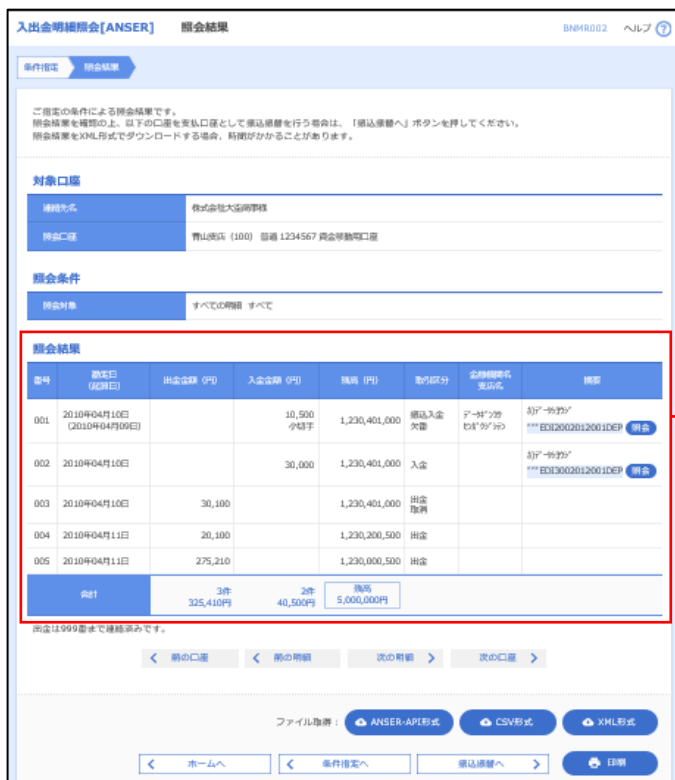 入出金明細照会[ANSER] 照会結果 BNMR002 ヘルプ ?
条件指定 照会結果
ご指定の条件による照会結果です。
照会結果を確認の上、以下の口座を支払口座として振込振替を行う場合は、「振込振替へ」ボタンを押してください。
照会結果をXML形式でダウンロードする場合、時間がかかることがあります。
対象口座
連絡先名 株式会社大空商事様
照会口座 青山支店 (100) 普通 1234567 資金移動用口座
照会条件
照会対象 すべての明細 すべて
照会結果
番号 勘定日 出金金額 (円) 入金金額 (円) 残高 (円) 取引区分 金融機関名 摘要
(起算日) 支店名
001 2010年04月10日 10,500 1,230,401,000 振込入金
(2010年04月09日) 小切手 欠番 ***EDI2002012001DEP 照会
002 2010年04月10日 30,000 1,230,401,000 入金
***EDI3002012001DEP 照会
003 2010年04月10日 30,100 1,230,401,000 出金
取消
004 2010年04月11日 20,100 1,230,200,500 出金
005 2010年04月11日 275,210 1,230,000,500 出金
合計 3件 2件 残高
325,410円 40,500円 5,000,000円
出金は999番まで連絡済みです。
前の口座 前の明細 次の明細 次の口座
ファイル取得： ANSER-API形式 CSV形式 XML形式
ホームへ 条件指定へ 振込振替へ 印刷